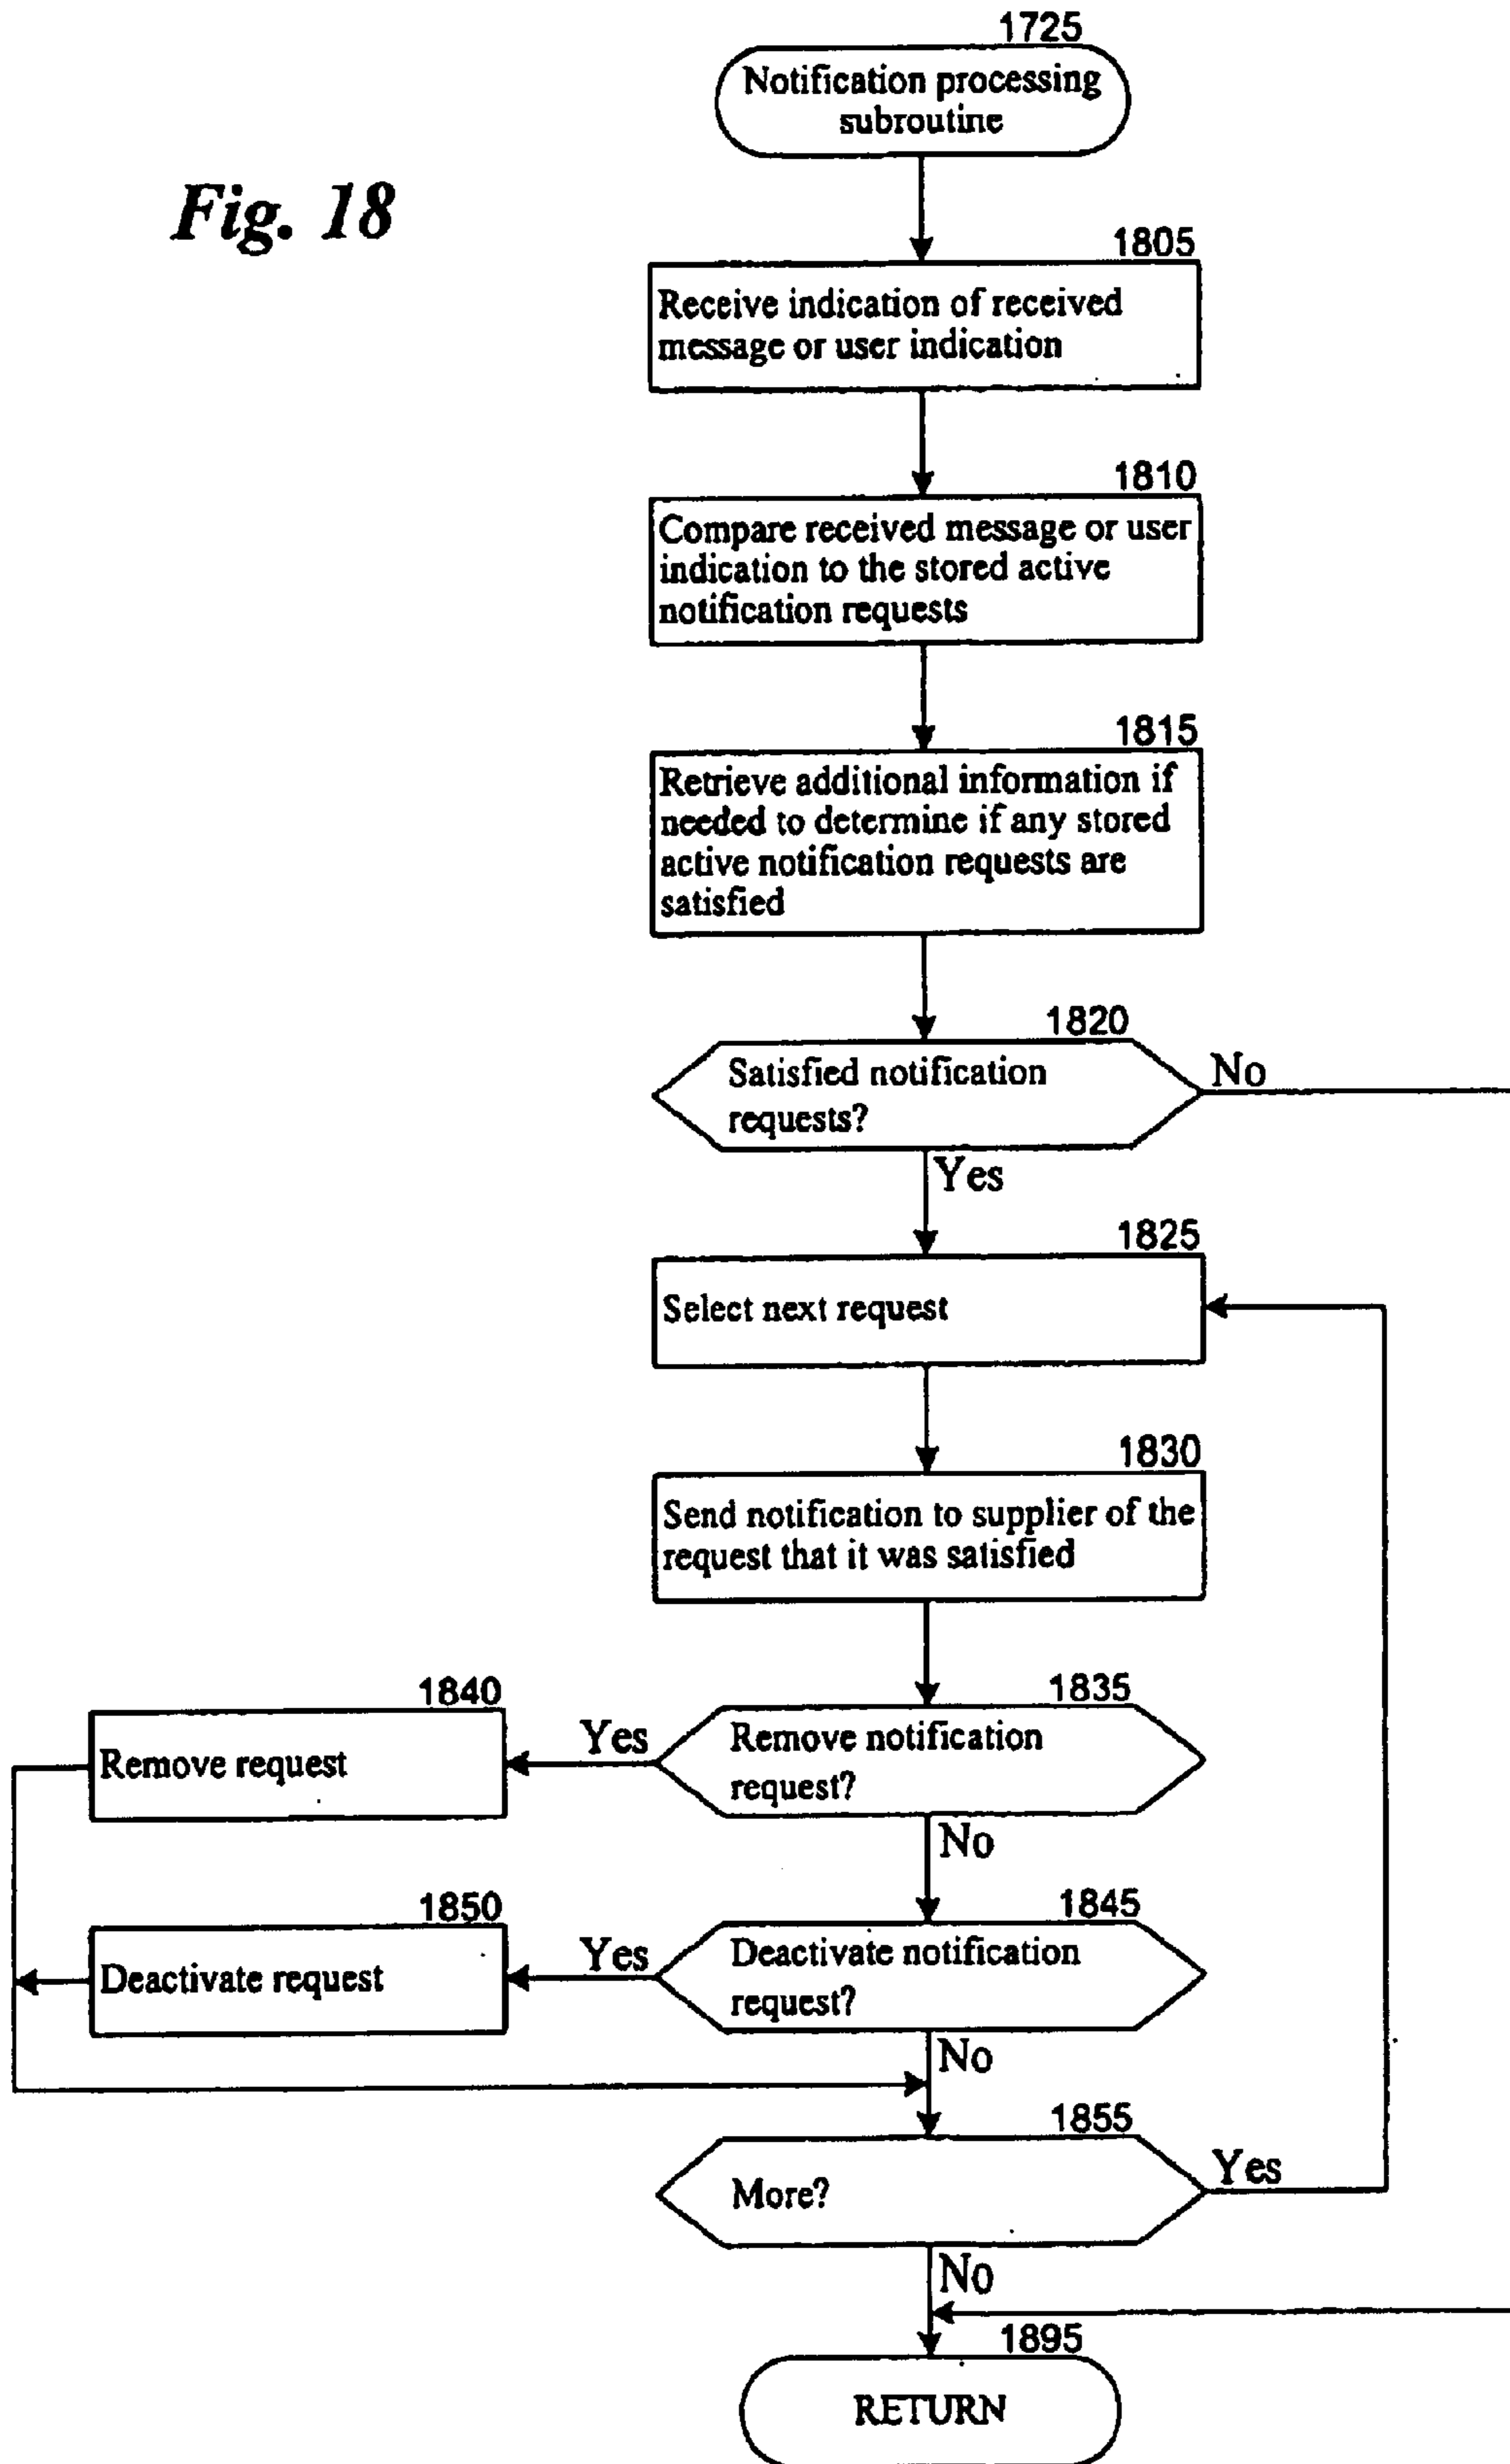 1725
Notification processing
subroutine
Fig. 18
1805
Receive indication of received
message or user indication
1810
Compare received message or user
indication to the stored active
notification requests
1815
Retrieve additional information if
needed to determine if any stored
active notification requests are
satisfied
1820
Satisfied notification
requests?
No
Yes
1825
Select next request
1830
Send notification to supplier of the
request that it was satisfied
1835
Remove notification
request?
Yes
1840
Remove request
No
1845
Deactivate notification
request?
Yes
1850
Deactivate request
No
1855
More?
Yes
No
1895
RETURN